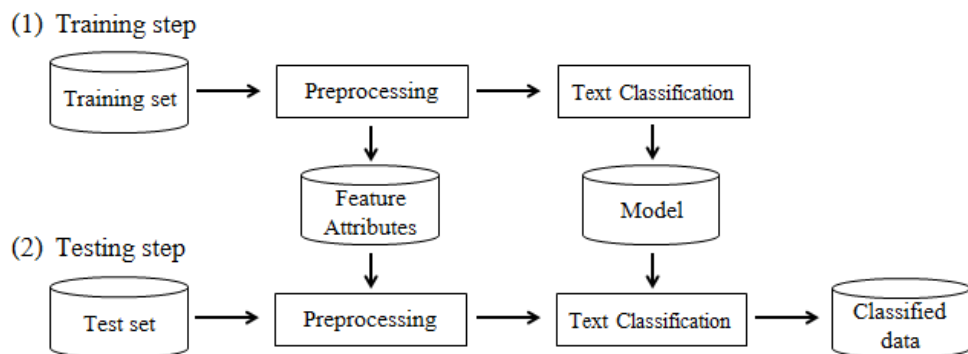 (1) Training step
Training set
Preprocessing
Text Classification
Feature
Attributes
Model
(2) Testing step
Test set
Preprocessing
Text Classification
Classified
data